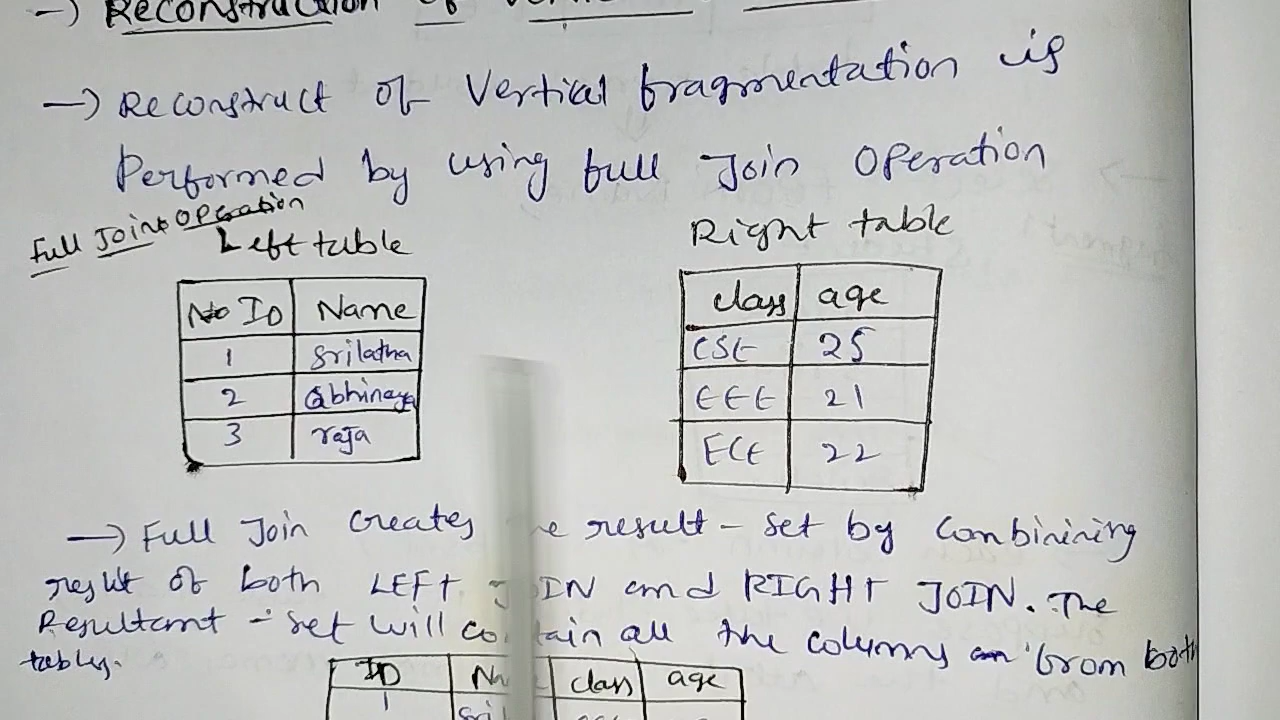 -) Reconstruction of
-) Reconstruct of Vertical fragmentation is
Performed by using full Join Operation
Full Joint Operation
Left table
Right table
No ID Name
1 Srilatha
2 abhinaya
3 raja
class age
CSE 25
EEE 21
ECE 22
-) Full Join Creates result - set by Combinining
result of both LEFT JOIN and RIGHT JOIN. The
Resultant - set will contain all the columns from both
tables.
ID class age
1